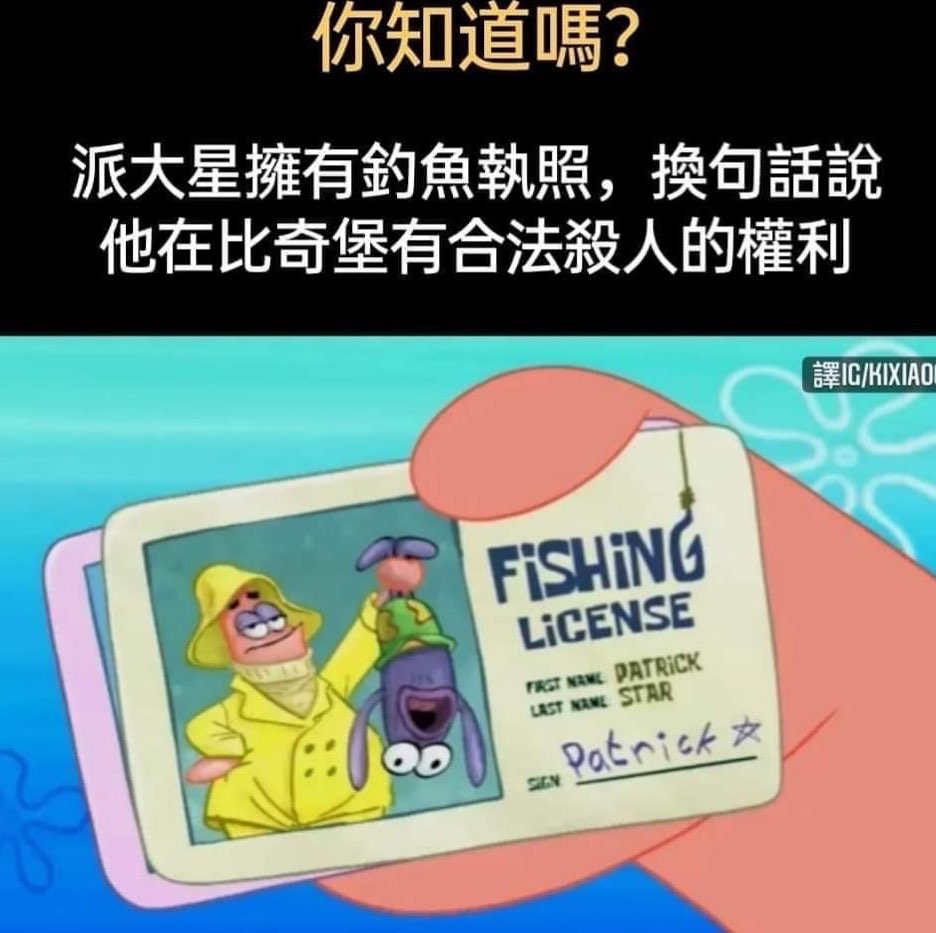 你知道嗎?
派大星擁有釣魚執照，換句話說
他在比奇堡有合法殺人的權利
譯IG/KIXIAO
FiSHiNG
LiCENSE
FIRST NAME: PATRiCK
LAST NAME: STAR
SIGN Patrick ☆